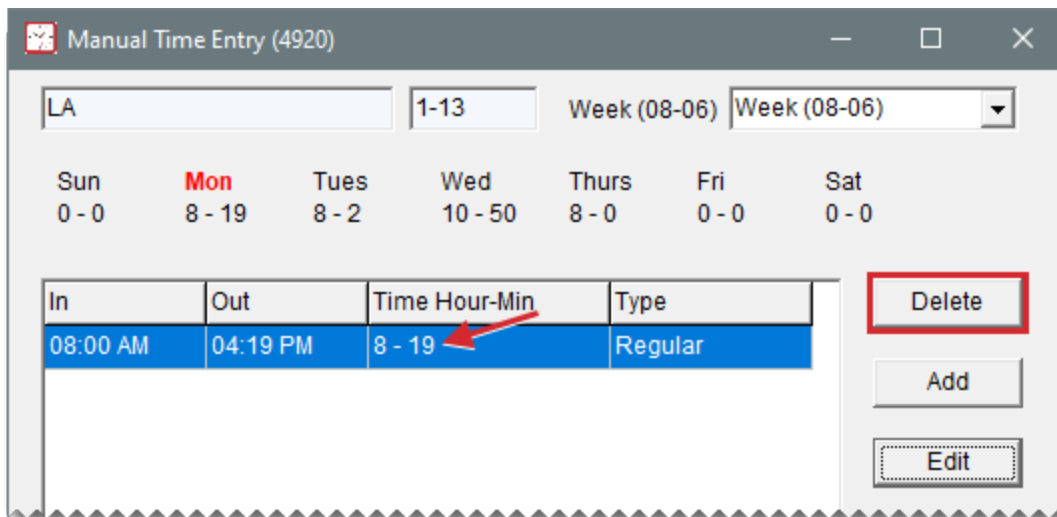 Manual Time Entry (4920)
LA 1-13 Week (08-06) Week (08-06)
Sun Mon Tues Wed Thurs Fri Sat
0 - 0 8 - 19 8 - 2 10 - 50 8 - 0 0 - 0 0 - 0
In Out Time Hour-Min Type Delete
08:00 AM 04:19 PM 8 - 19 Regular
Add
Edit